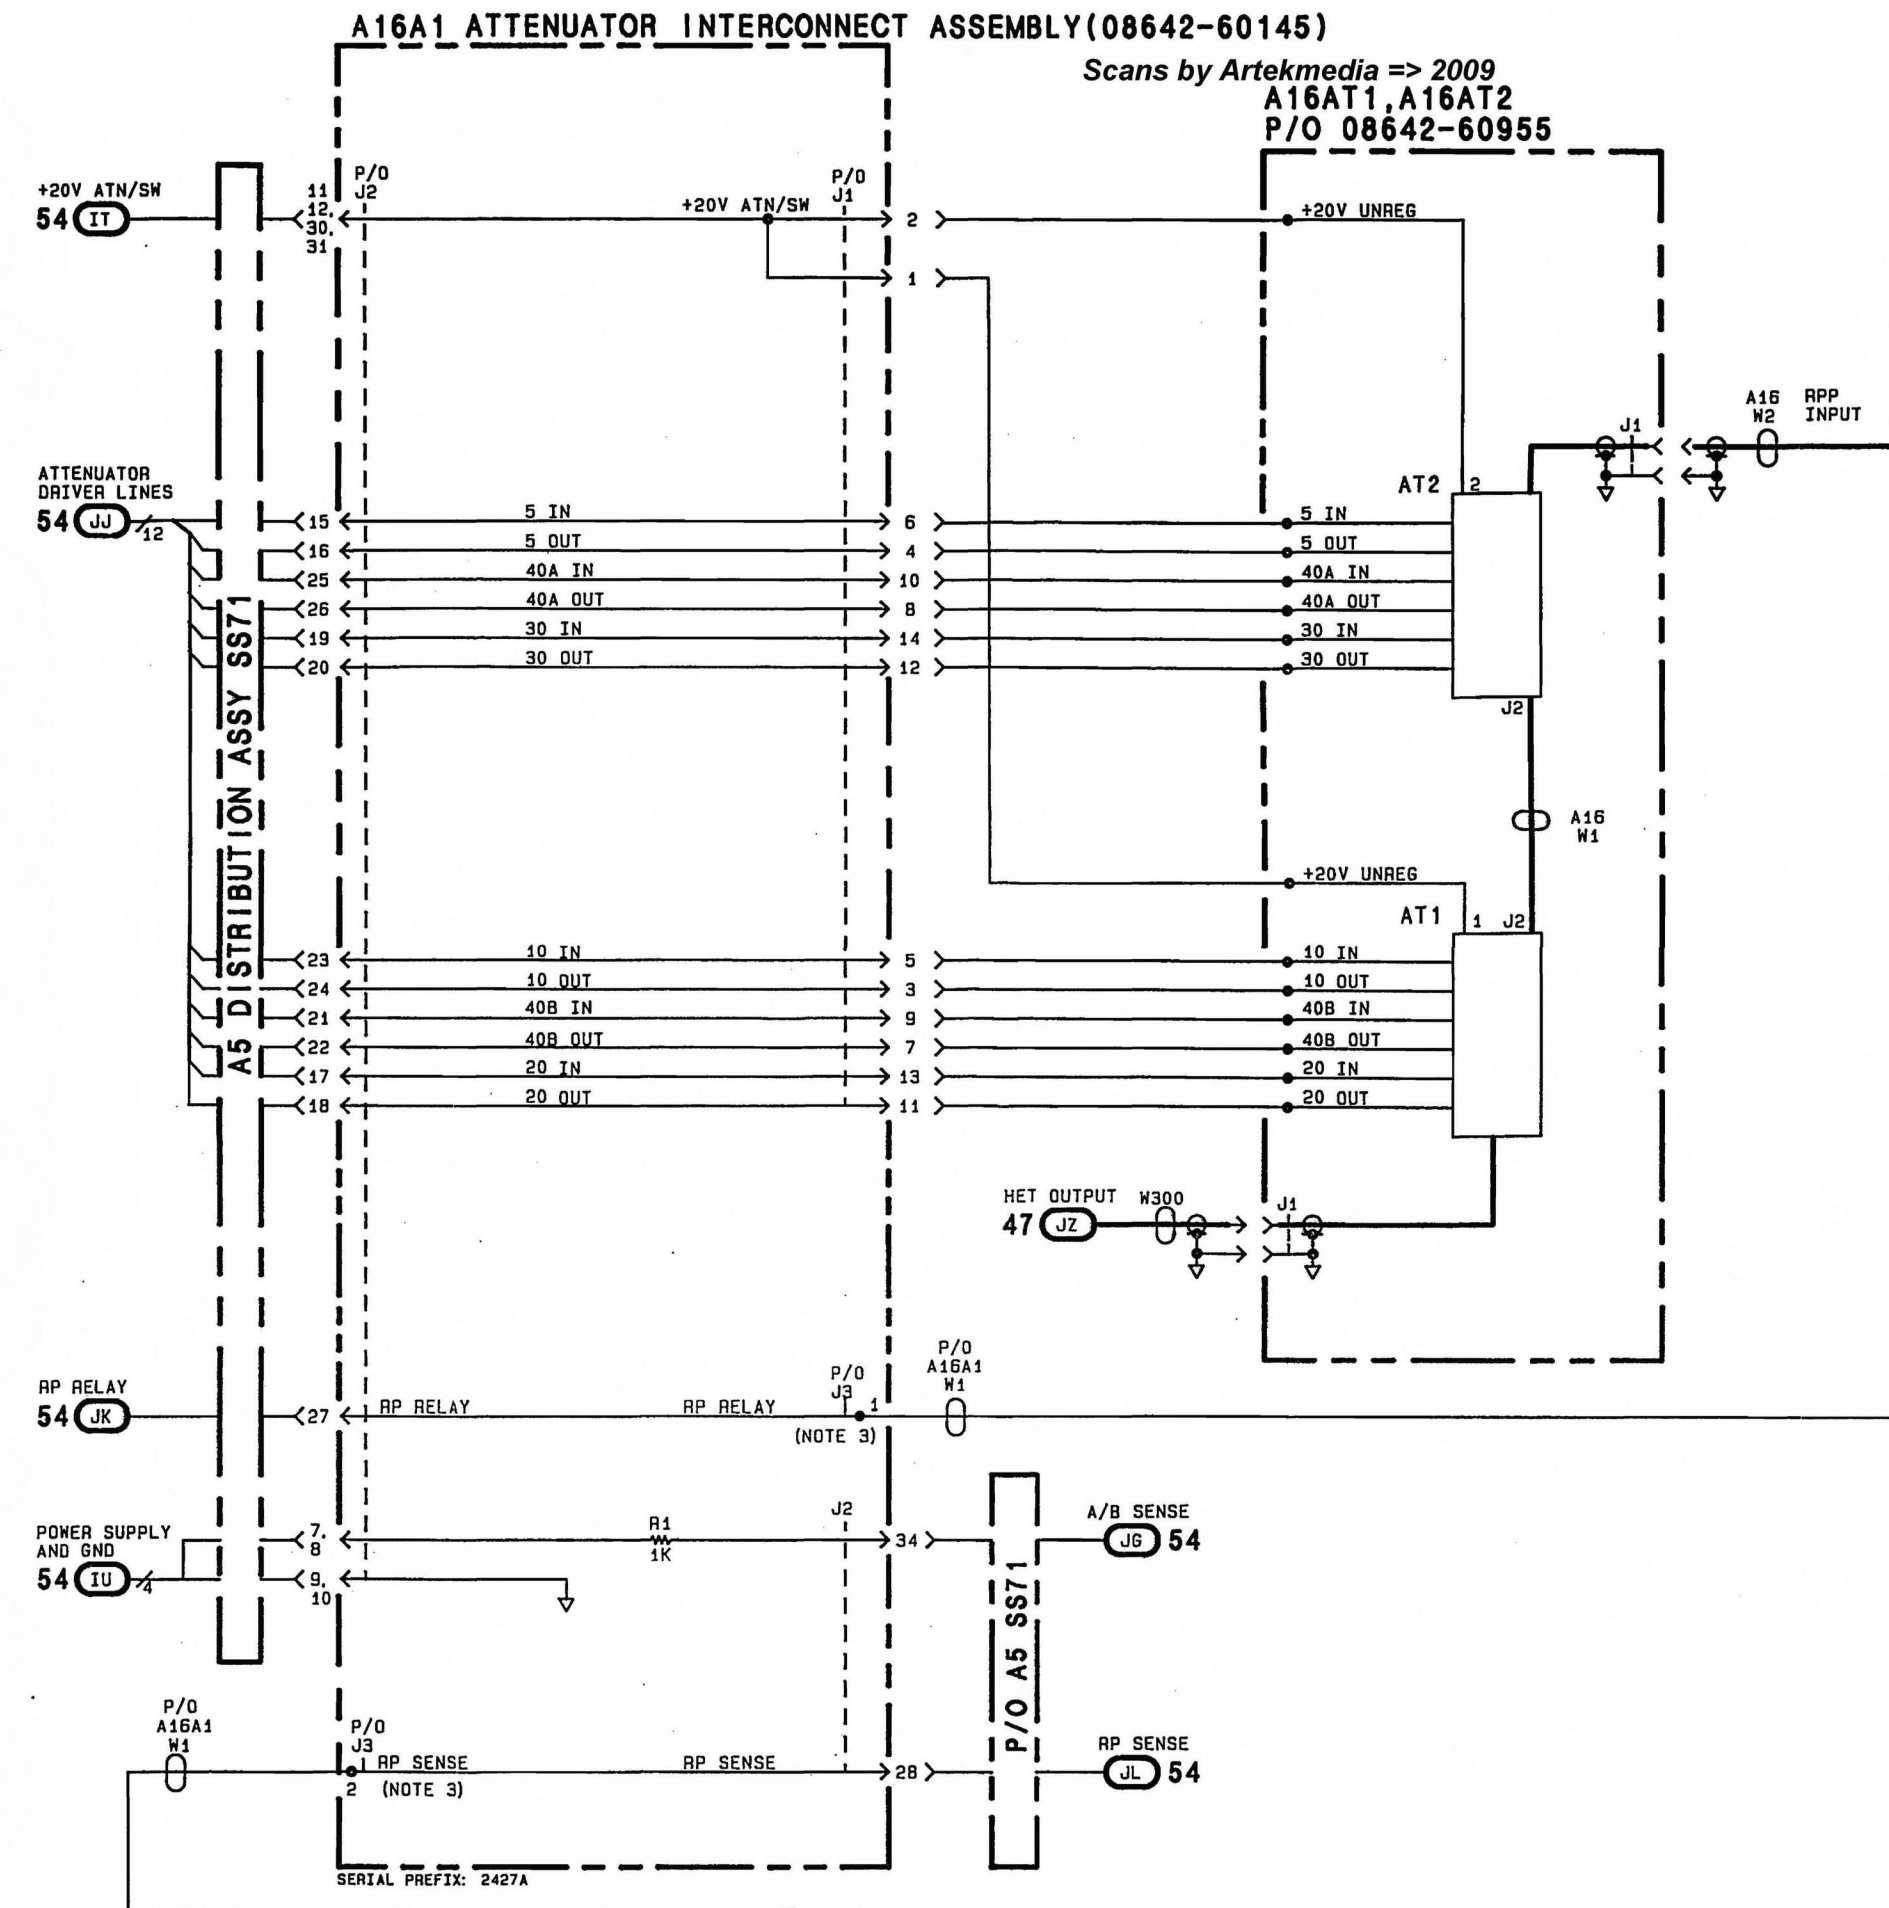 A16A1 ATTENUATOR INTERCONNECT ASSEMBLY(08642-60145)
Scans by Artekmedia => 2009
A16AT1,A16AT2
P/O 08642-60955
+20V ATN/SW
54 IT
11
12,
30,
31
P/O
J2
+20V ATN/SW
P/O
J1
2
+20V UNREG
1
A16
W2
RPP
INPUT
J1
ATTENUATOR
DRIVER LINES
54 JJ
12
AT2
2
15 5 IN 6 5 IN
16 5 OUT 4 5 OUT
25 40A IN 10 40A IN
26 40A OUT 8 40A OUT
19 30 IN 14 30 IN
20 30 OUT 12 30 OUT
J2
A5 DISTRIBUTION ASSY SS71
A16
W1
+20V UNREG
AT1
1 J2
23 10 IN 5 10 IN
24 10 OUT 3 10 OUT
21 40B IN 9 40B IN
22 40B OUT 7 40B OUT
17 20 IN 13 20 IN
18 20 OUT 11 20 OUT
HET OUTPUT
W300
47 JZ
J1
RP RELAY
54 JK
27
RP RELAY
RP RELAY
P/O
J3
1
(NOTE 3)
P/O
A16A1
W1
POWER SUPPLY
AND GND
54 IU
4
7,
8
R1
1K
J2
34
A/B SENSE
JG 54
9,
10
P/O A5 SS71
P/O
A16A1
W1
P/O
J3
2
RP SENSE
(NOTE 3)
RP SENSE
28
RP SENSE
JL 54
SERIAL PREFIX: 2427A